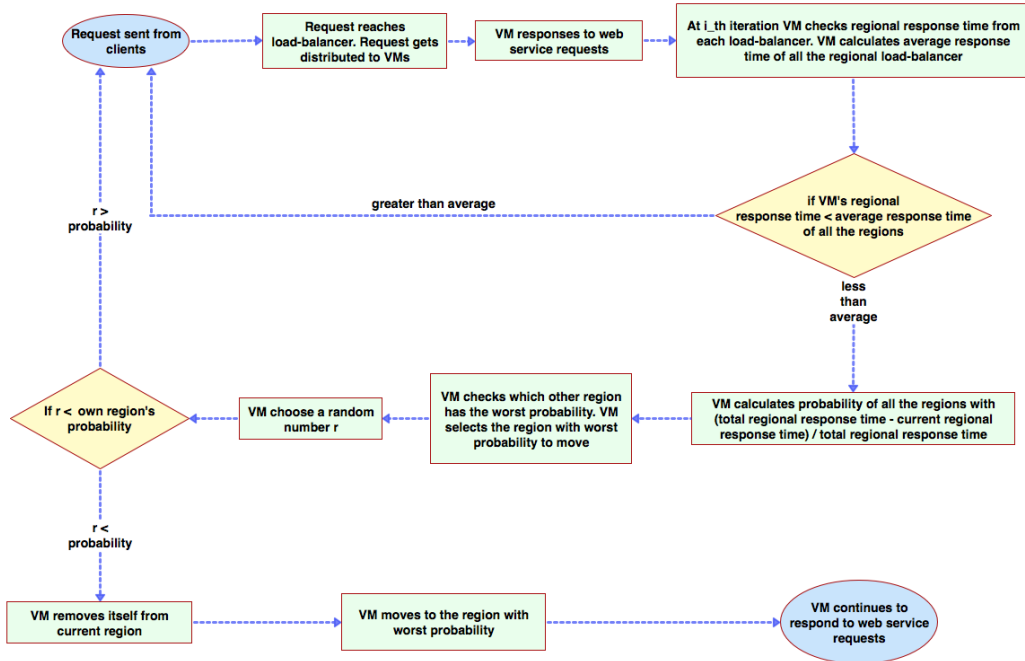 Request sent from
clients
Request reaches
load-balancer. Request gets
distributed to VMs
VM responses to web
service requests
At i_th iteration VM checks regional response time from
each load-balancer. VM calculates average response
time of all the regional load-balancer
if VM's regional
response time < average response time
of all the regions
greater than average
less
than
average
VM calculates probability of all the regions with
(total regional response time - current regional
response time) / total regional response time
VM checks which other region
has the worst probability. VM
selects the region with worst
probability to move
VM choose a random
number r
If r < own region's
probability
r >
probability
r <
probability
VM removes itself from
current region
VM moves to the region with
worst probability
VM continues to
respond to web service
requests